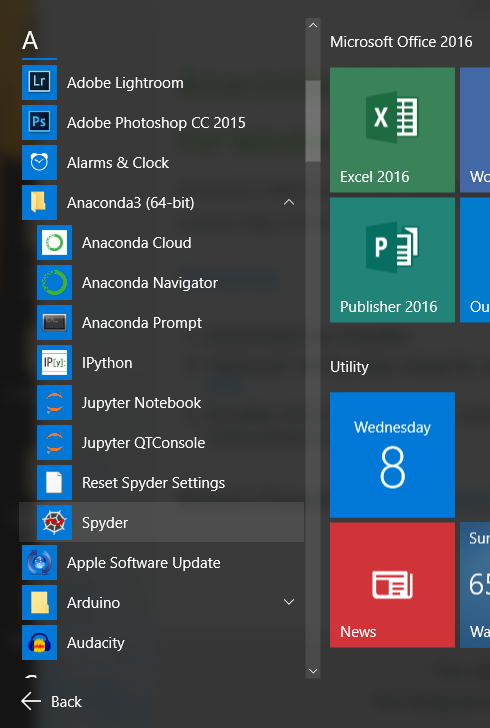 A
Lr Adobe Lightroom
Ps Adobe Photoshop CC 2015
Alarms & Clock
Anaconda3 (64-bit)
Anaconda Cloud
Anaconda Navigator
Anaconda Prompt
IP[y]: IPython
Jupyter Notebook
Jupyter QTConsole
Reset Spyder Settings
Spyder
Apple Software Update
Arduino
Audacity
Back
Microsoft Office 2016
Excel 2016
Wo
Publisher 2016
Ou
Utility
Wednesday
8
News
Sun
65
Wa